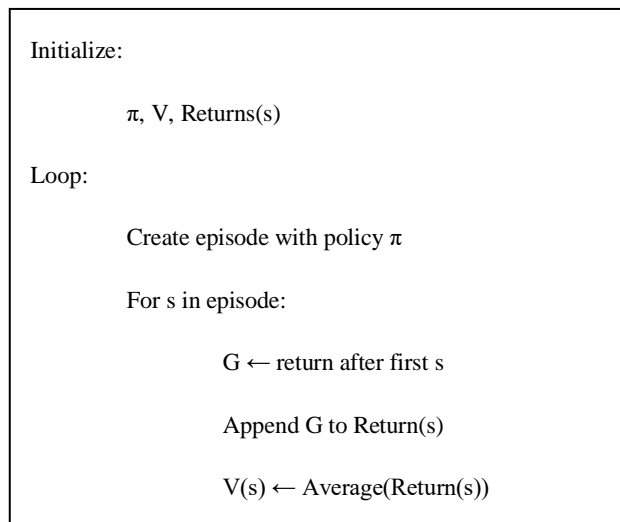 Initialize:
π, V, Returns(s)
Loop:
Create episode with policy π
For s in episode:
G ← return after first s
Append G to Return(s)
V(s) ← Average(Return(s))